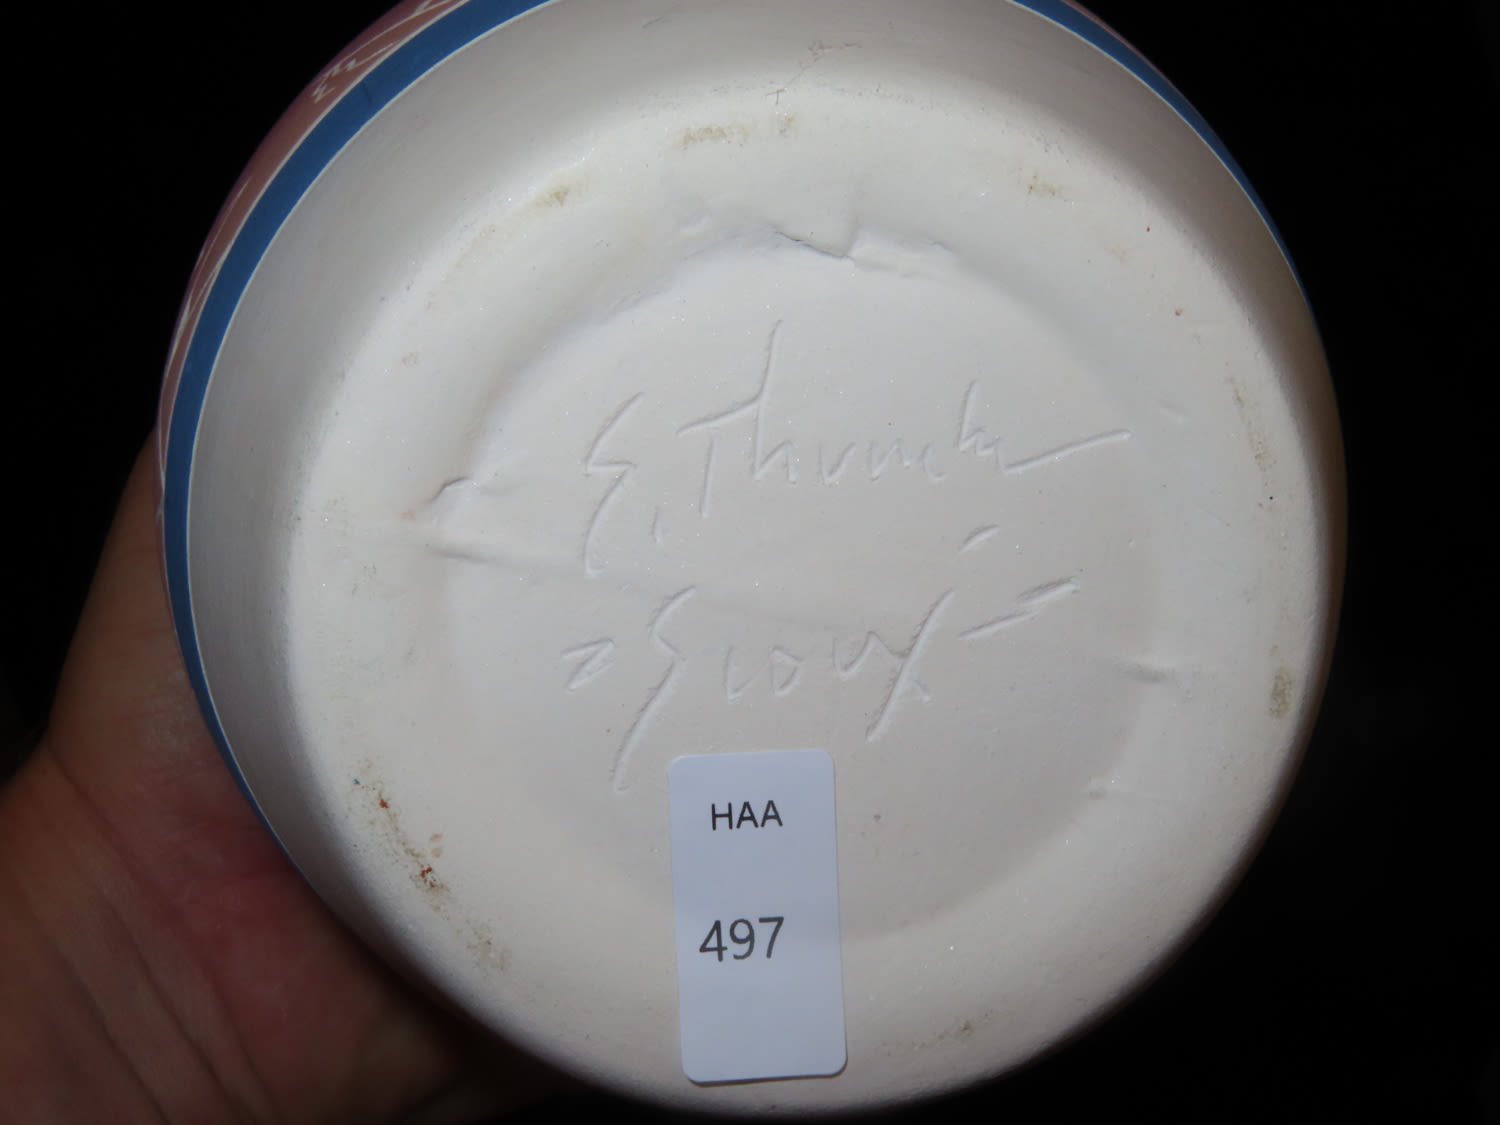 E. Thunder
Sioux
HAA
497